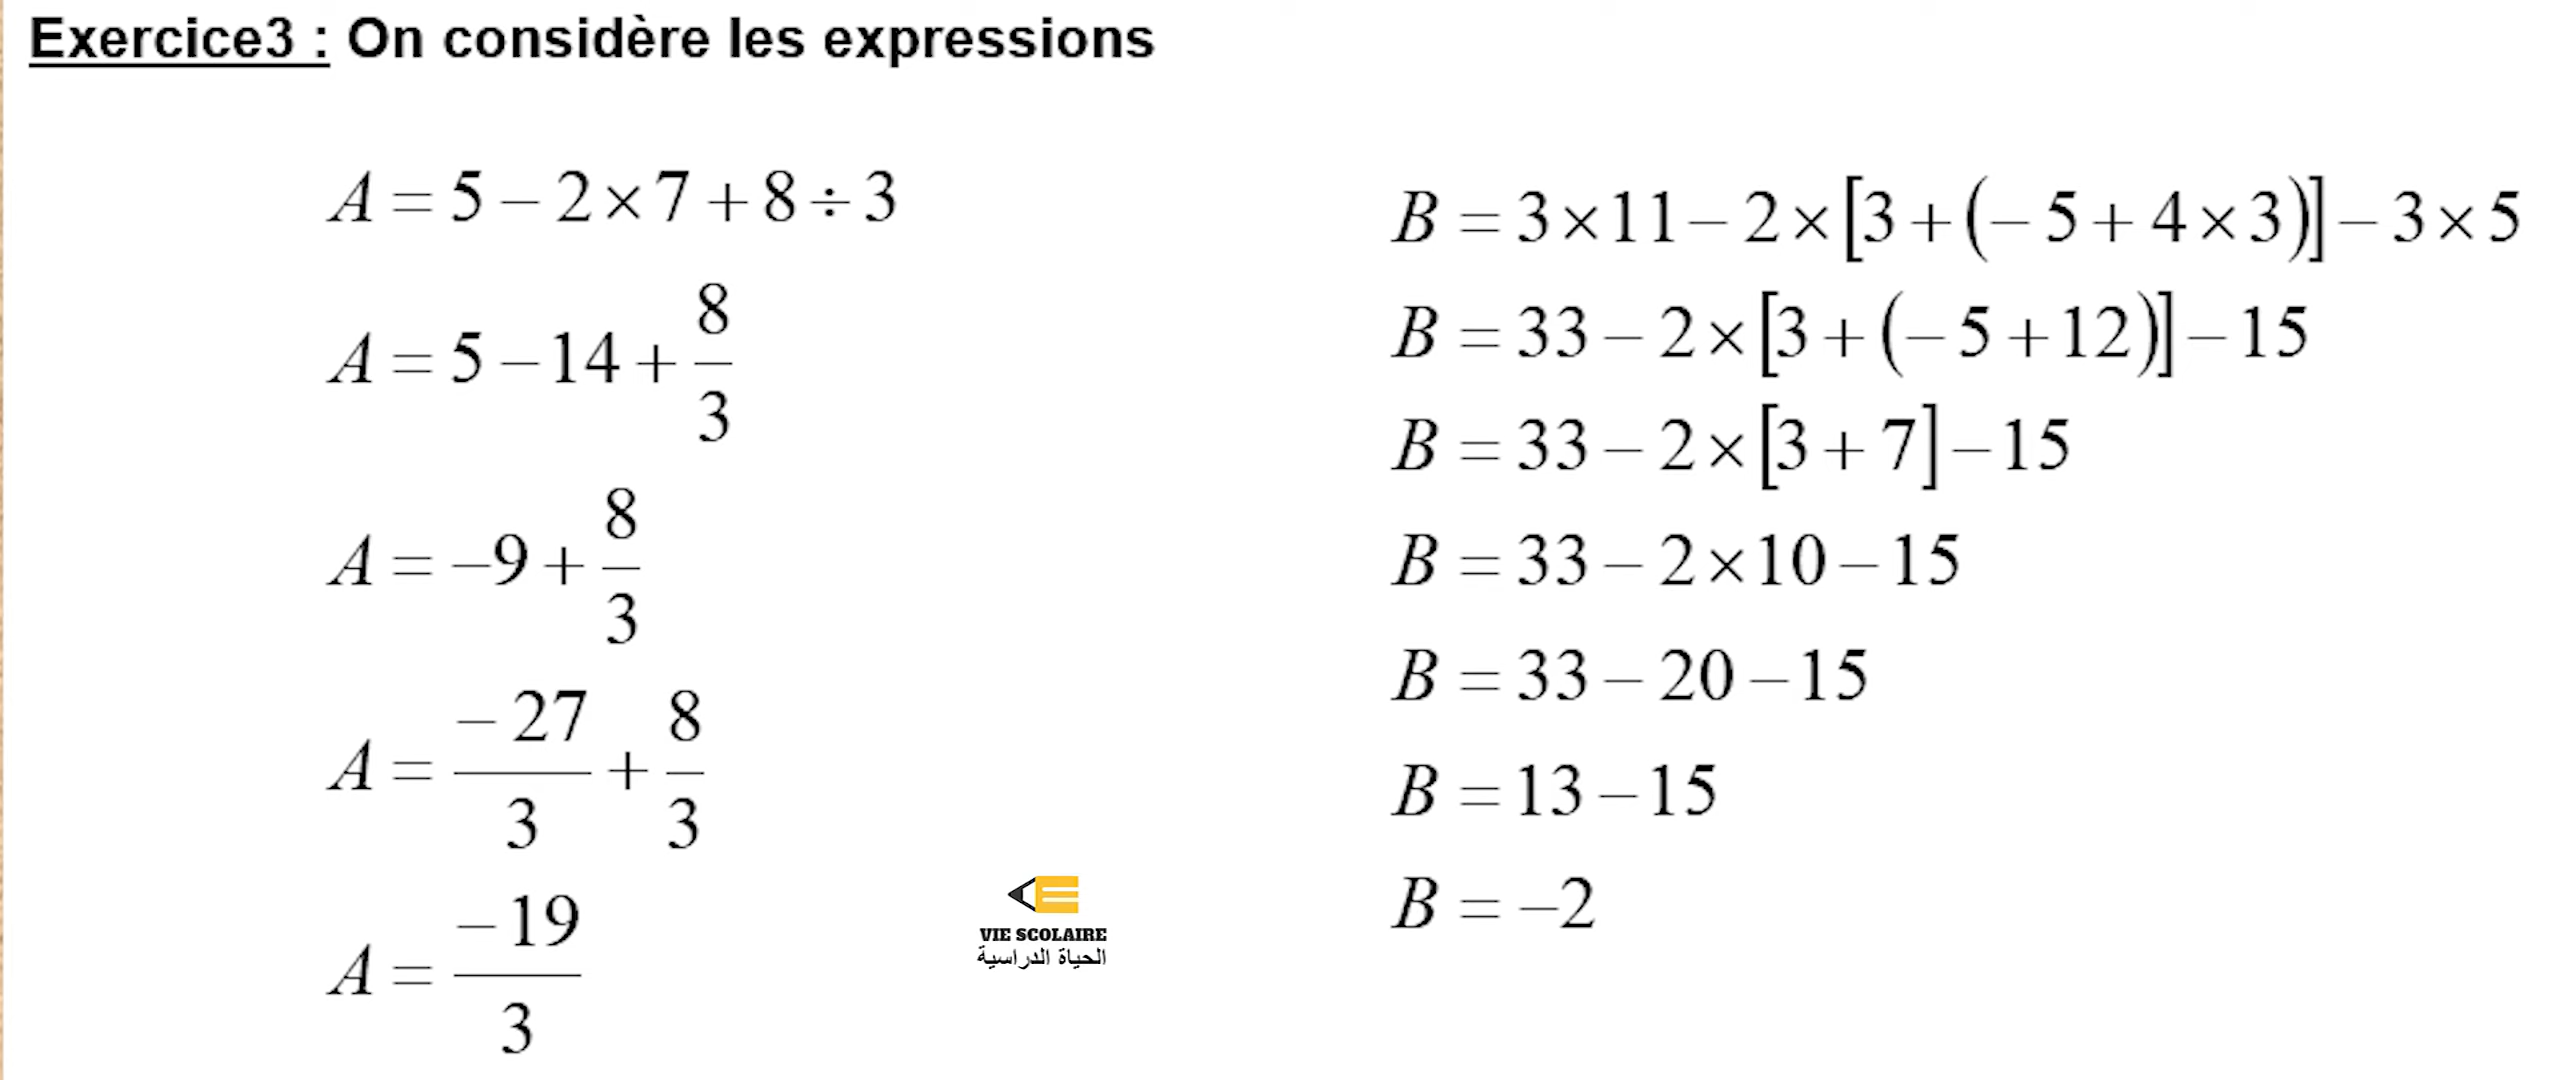 Exercice3 : On considère les expressions
A = 5 − 2 × 7 + 8 ÷ 3
A = 5 − 14 + 8/3
A = −9 + 8/3
A = −27/3 + 8/3
A = −19/3
B = 3 × 11 − 2 × [3 + (− 5 + 4 × 3)] − 3 × 5
B = 33 − 2 × [3 + (− 5 + 12)] − 15
B = 33 − 2 × [3 + 7] − 15
B = 33 − 2 × 10 − 15
B = 33 − 20 − 15
B = 13 − 15
B = −2
VIE SCOLAIRE
الحياة الدراسية